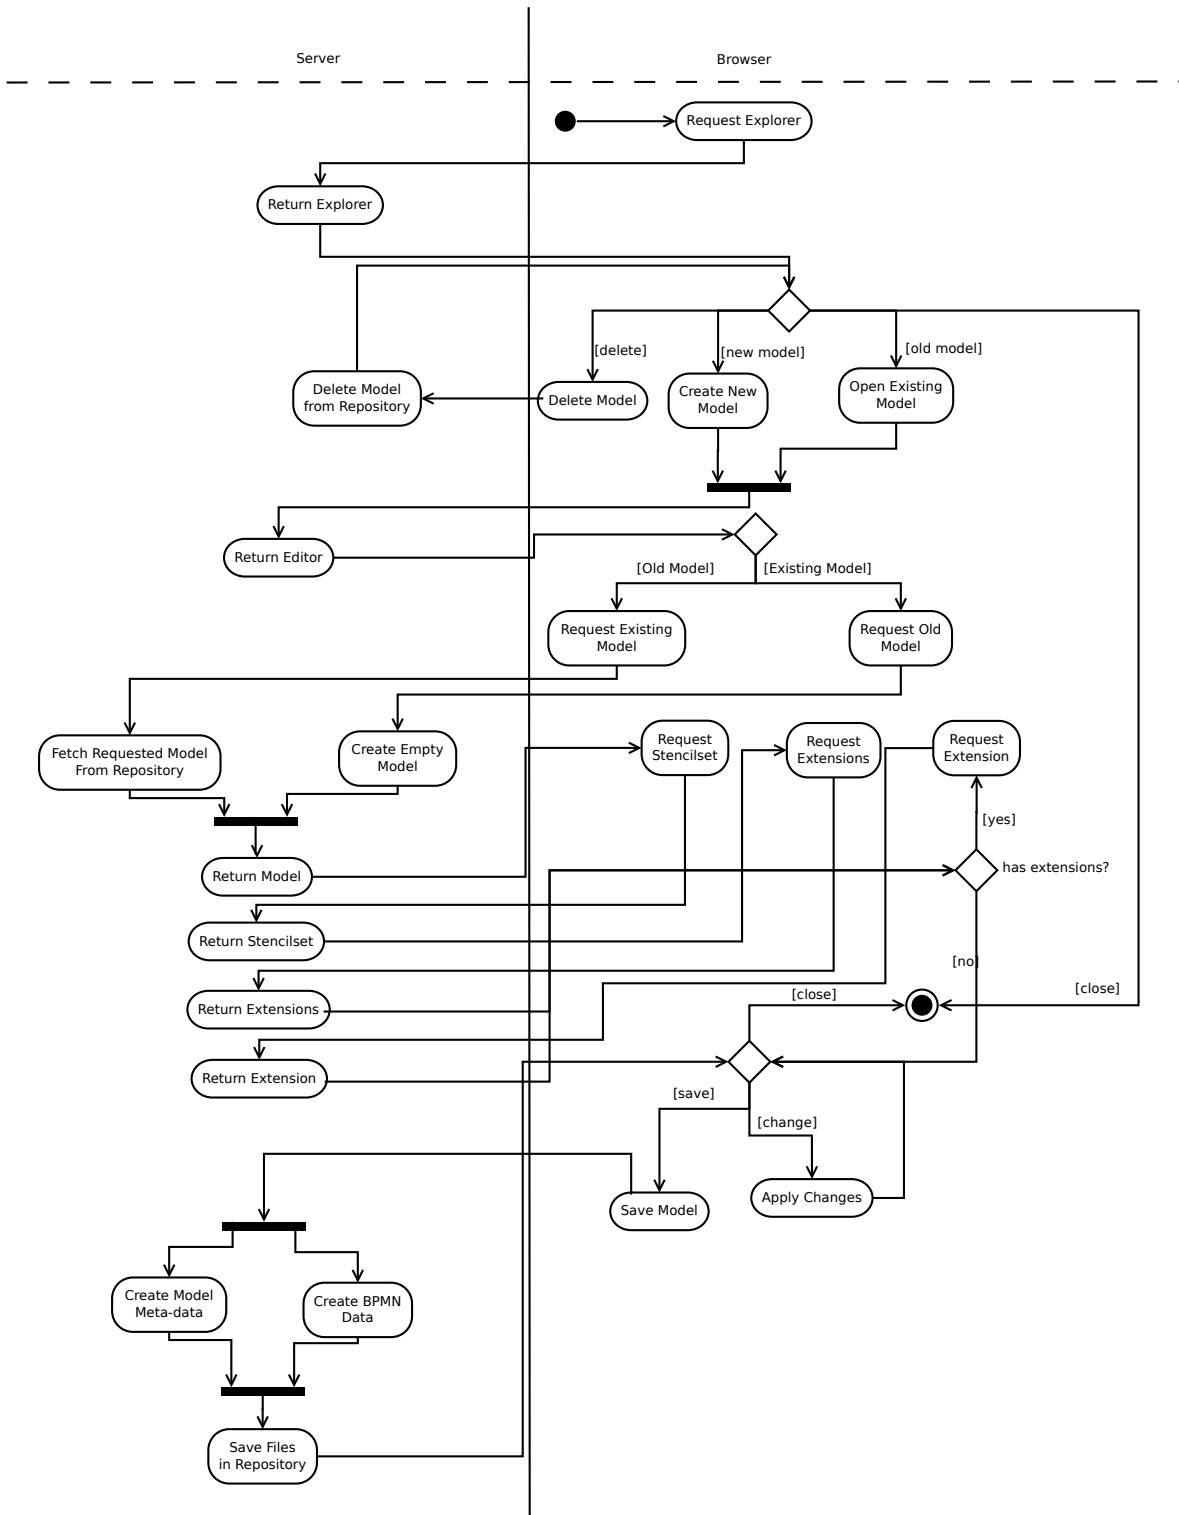 Server
Browser
Request Explorer
Return Explorer
[delete]
[new model]
[old model]
Delete Model
from Repository
Delete Model
Create New
Model
Open Existing
Model
Return Editor
[Old Model]
[Existing Model]
Request Existing
Model
Request Old
Model
Fetch Requested Model
From Repository
Create Empty
Model
Request
Stencilset
Request
Extensions
Request
Extension
[yes]
Return Model
has extensions?
Return Stencilset
[no]
Return Extensions
[close]
[close]
Return Extension
[save]
[change]
Save Model
Apply Changes
Create Model
Meta-data
Create BPMN
Data
Save Files
in Repository